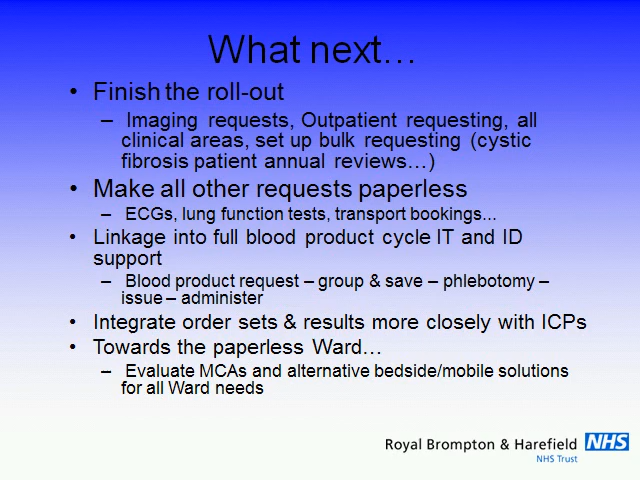 What next…
• Finish the roll-out
– Imaging requests, Outpatient requesting, all
clinical areas, set up bulk requesting (cystic
fibrosis patient annual reviews…)
• Make all other requests paperless
– ECGs, lung function tests, transport bookings...
• Linkage into full blood product cycle IT and ID
support
– Blood product request – group & save – phlebotomy –
issue – administer
• Integrate order sets & results more closely with ICPs
• Towards the paperless Ward…
– Evaluate MCAs and alternative bedside/mobile solutions
for all Ward needs
Royal Brompton & Harefield NHS
NHS Trust